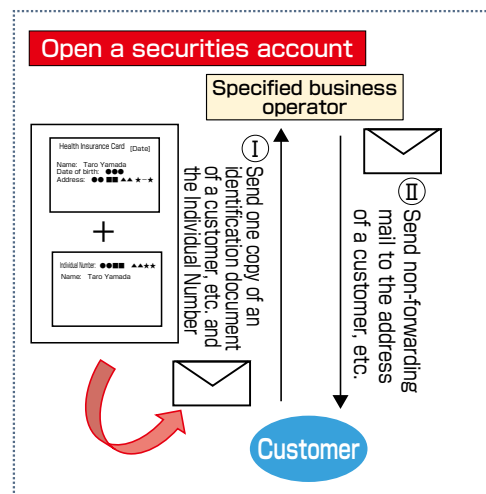 Open a securities account
Specified business
operator
Health Insurance Card [Date]
Name: Taro Yamada
Date of birth: ●●●
Address: ●● ■■ ▲▲ ★−★
+
Individual Number: ●●■■ ▲▲★★
Name: Taro Yamada
Ⅰ
Send one copy of an
identification document
of a customer, etc. and
the Individual Number
Ⅱ
Send non-forwarding
mail to the address
of a customer, etc.
Customer